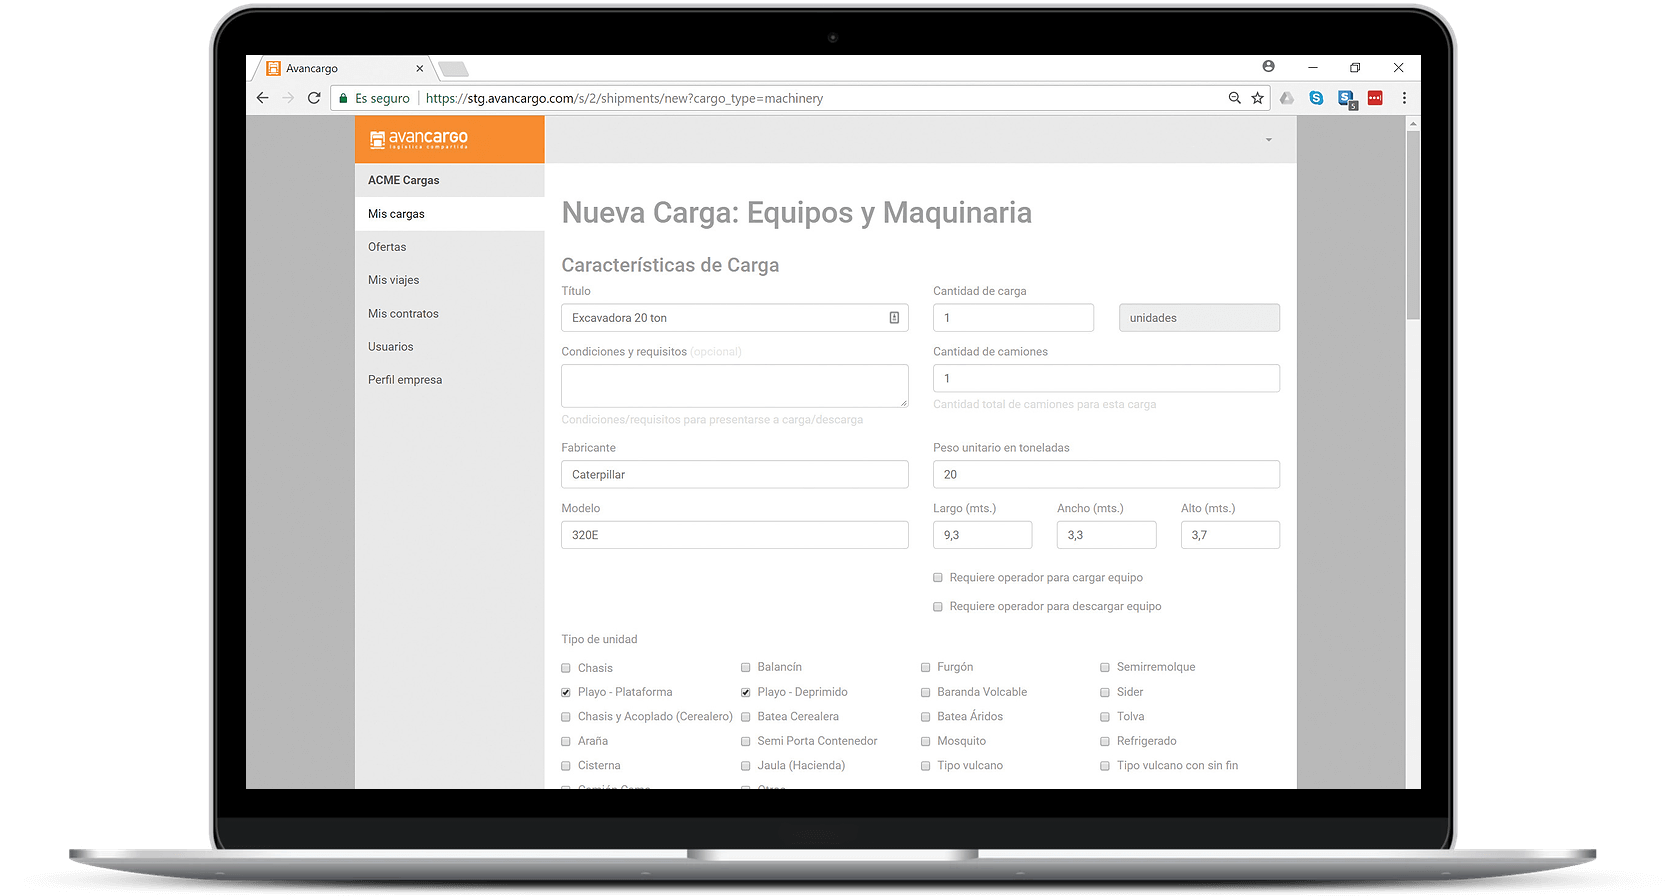 Avancargo
Es seguro https://stg.avancargo.com/s/2/shipments/new?cargo_type=machinery
5
avancargo
logística compartida
ACME Cargas
Mis cargas
Ofertas
Mis viajes
Mis contratos
Usuarios
Perfil empresa
Nueva Carga: Equipos y Maquinaria
Características de Carga
Título
Cantidad de carga
Excavadora 20 ton
1
unidades
Condiciones y requisitos (opcional)
Cantidad de camiones
1
Cantidad total de camiones para esta carga
Condiciones/requisitos para presentarse a carga/descarga
Fabricante
Peso unitario en toneladas
Caterpillar
20
Modelo
Largo (mts.)
Ancho (mts.)
Alto (mts.)
320E
9,3
3,3
3,7
Requiere operador para cargar equipo
Requiere operador para descargar equipo
Tipo de unidad
Chasis
Balancín
Furgón
Semirremolque
Playo - Plataforma
Playo - Deprimido
Baranda Volcable
Sider
Chasis y Acoplado (Cerealero)
Batea Cerealera
Batea Áridos
Tolva
Araña
Semi Porta Contenedor
Mosquito
Refrigerado
Cisterna
Jaula (Hacienda)
Tipo vulcano
Tipo vulcano con sin fin